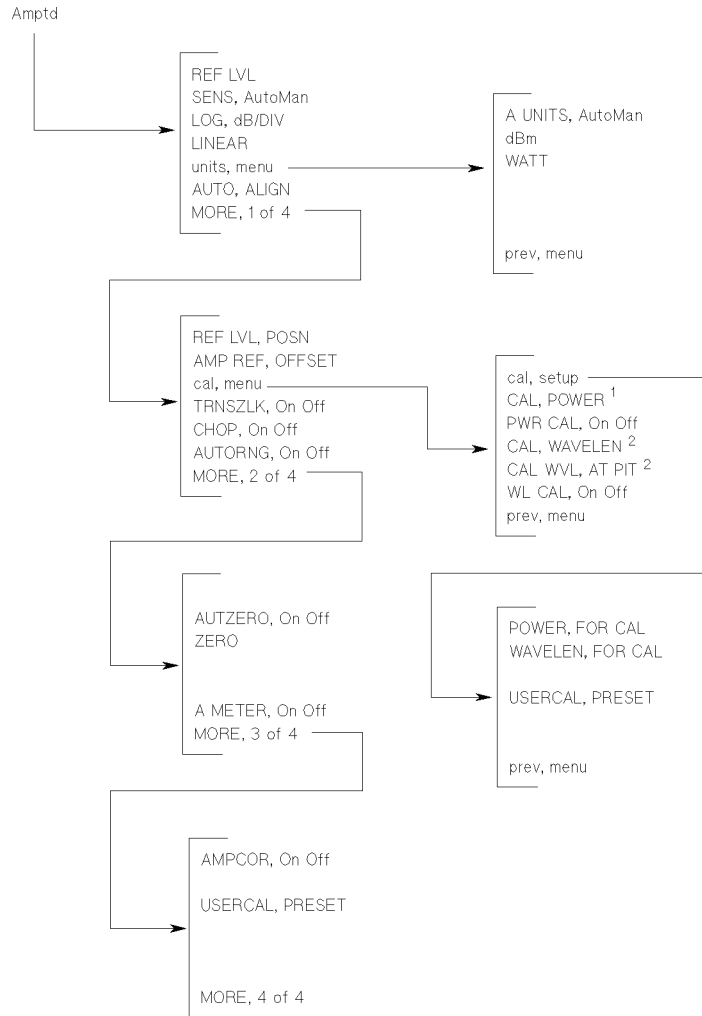 Amptd
REF LVL
SENS, AutoMan
LOG, dB/DIV
LINEAR
units, menu
AUTO, ALIGN
MORE, 1 of 4
A UNITS, AutoMan
dBm
WATT
prev, menu
REF LVL, POSN
AMP REF, OFFSET
cal, menu
TRNSZLK, On Off
CHOP, On Off
AUTORNG, On Off
MORE, 2 of 4
cal, setup
CAL, POWER 1
PWR CAL, On Off
CAL, WAVELEN 2
CAL WVL, AT PIT 2
WL CAL, On Off
prev, menu
AUTZERO, On Off
ZERO
A METER, On Off
MORE, 3 of 4
POWER, FOR CAL
WAVELEN, FOR CAL
USERCAL, PRESET
prev, menu
AMPCOR, On Off
USERCAL, PRESET
MORE, 4 of 4